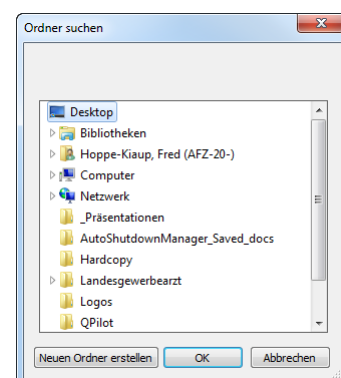 Ordner suchen
Desktop
Bibliotheken
Hoppe-Kiaup, Fred (AFZ-20-)
Computer
Netzwerk
_Präsentationen
AutoShutdownManager_Saved_docs
Hardcopy
Landesgewerbearzt
Logos
QPilot
Neuen Ordner erstellen OK Abbrechen